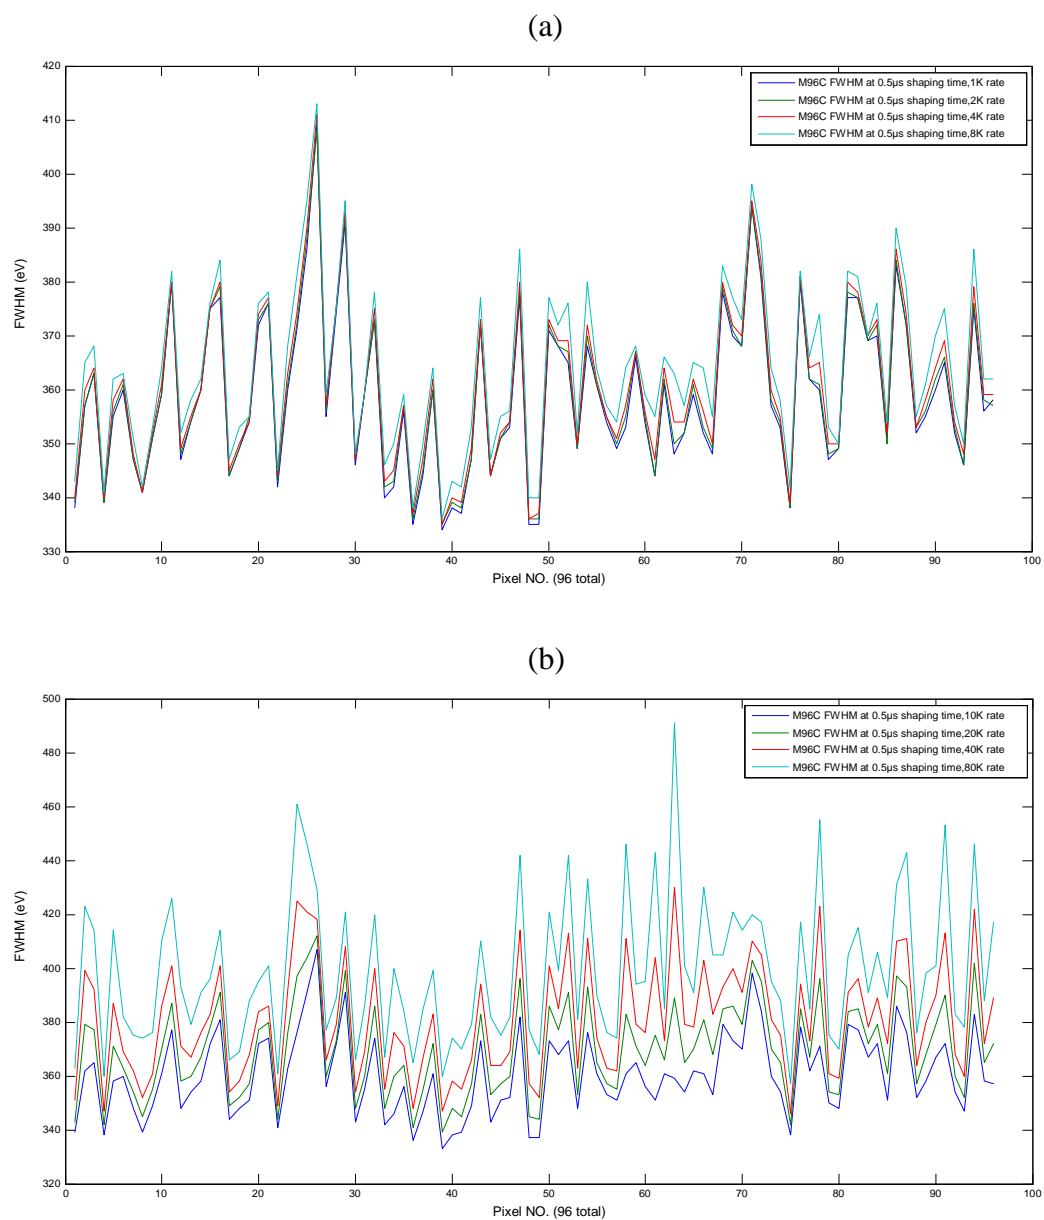 (a)
420
410
400
390
380
370
360
350
340
330
FWHM (eV)
M96C FWHM at 0.5µs shaping time,1K rate
M96C FWHM at 0.5µs shaping time,2K rate
M96C FWHM at 0.5µs shaping time,4K rate
M96C FWHM at 0.5µs shaping time,8K rate
0 10 20 30 40 50 60 70 80 90 100
Pixel NO. (96 total)
(b)
500
480
460
440
420
400
380
360
340
320
FWHM (eV)
M96C FWHM at 0.5µs shaping time,10K rate
M96C FWHM at 0.5µs shaping time,20K rate
M96C FWHM at 0.5µs shaping time,40K rate
M96C FWHM at 0.5µs shaping time,80K rate
0 10 20 30 40 50 60 70 80 90 100
Pixel NO. (96 total)